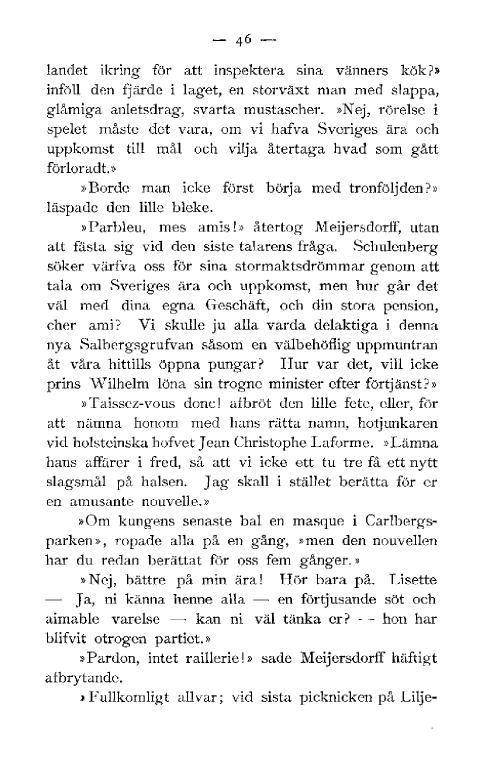 — 46 —
landet ikring för att inspektera sina vänners kök?»
inföll den fjärde i laget, en storväxt man med slappa,
glåmiga anletsdrag, svarta mustascher. »Nej, rörelse i
spelet måste det vara, om vi hafva Sveriges ära och
uppkomst till mål och vilja återtaga hvad som gått
förloradt.»
»Borde man icke först börja med tronföljden?»
läspade den lille bleke.
»Parbleu, mes amis!» återtog Meijersdorff, utan
att fästa sig vid den siste talarens fråga. Schulenberg
söker värfva oss för sina stormaktsdrömmar genom att
tala om Sveriges ära och uppkomst, men hur går det
väl med dina egna Geschäft, och din stora pension,
cher ami? Vi skulle ju alla varda delaktiga i denna
nya Salbergsgrufvan såsom en välbehöflig uppmuntran
åt våra hittills öppna pungar? Hur var det, vill icke
prins Wilhelm löna sin trogne minister efter förtjänst?»
»Taissez-vous donc! afbröt den lille fete, eller, för
att nämna honom med hans rätta namn, hofjunkaren
vid holsteinska hofvet Jean Christophe Laforme. »Lämna
hans affärer i fred, så att vi icke ett tu tre få ett nytt
slagsmål på halsen. Jag skall i stället berätta för er
en amusante nouvelle.»
»Om kungens senaste bal en masque i Carlbergs-
parken», ropade alla på en gång, »men den nouvellen
har du redan berättat för oss fem gånger.»
»Nej, bättre på min ära! Hör bara på. Lisette
— Ja, ni känna henne alla — en förtjusande söt och
aimable varelse — kan ni väl tänka er? -- hon har
blifvit otrogen partiet.»
»Pardon, intet raillerie!» sade Meijersdorff häftigt
afbrytande.
»Fullkomligt allvar; vid sista picknicken på Lilje-